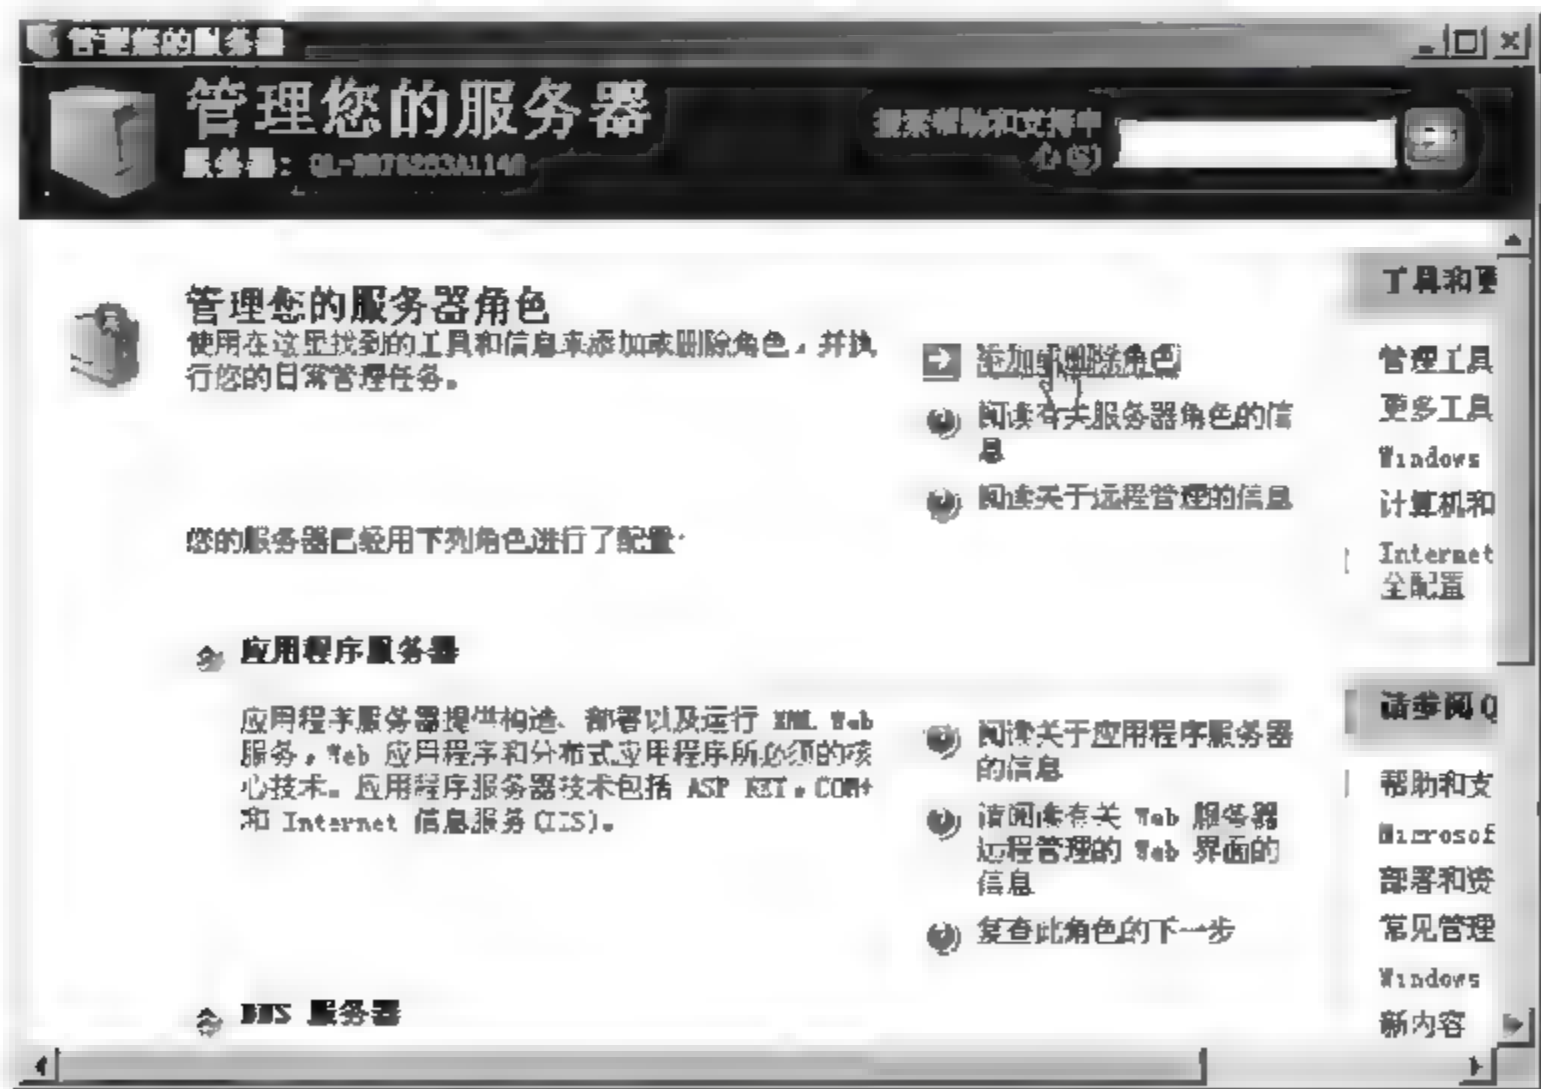 管理您的服务器
管理您的服务器
服务器：
搜索帮助和支持中
心(S)
管理您的服务器角色
使用在这里找到的工具和信息来添加或删除角色，并执
行您的日常管理任务。
添加或删除角色
阅读有关服务器角色的信
息
阅读关于远程管理的信息
您的服务器已经用下列角色进行了配置:
应用程序服务器
应用程序服务器提供构造、部署以及运行 XML Web
服务，Web 应用程序和分布式应用程序所必须的核
心技术。应用程序服务器技术包括 ASP NET，COM+
和 Internet 信息服务(IIS)。
阅读关于应用程序服务器
的信息
请阅读有关 Web 服务器
远程管理的 Web 界面的
信息
复查此角色的下一步
DNS 服务器
工具和更
管理工具
更多工具
Windows
计算机和
Internet
全配置
请参阅
帮助和支
Microsof
部署和资
常见管理
Windows
新内容